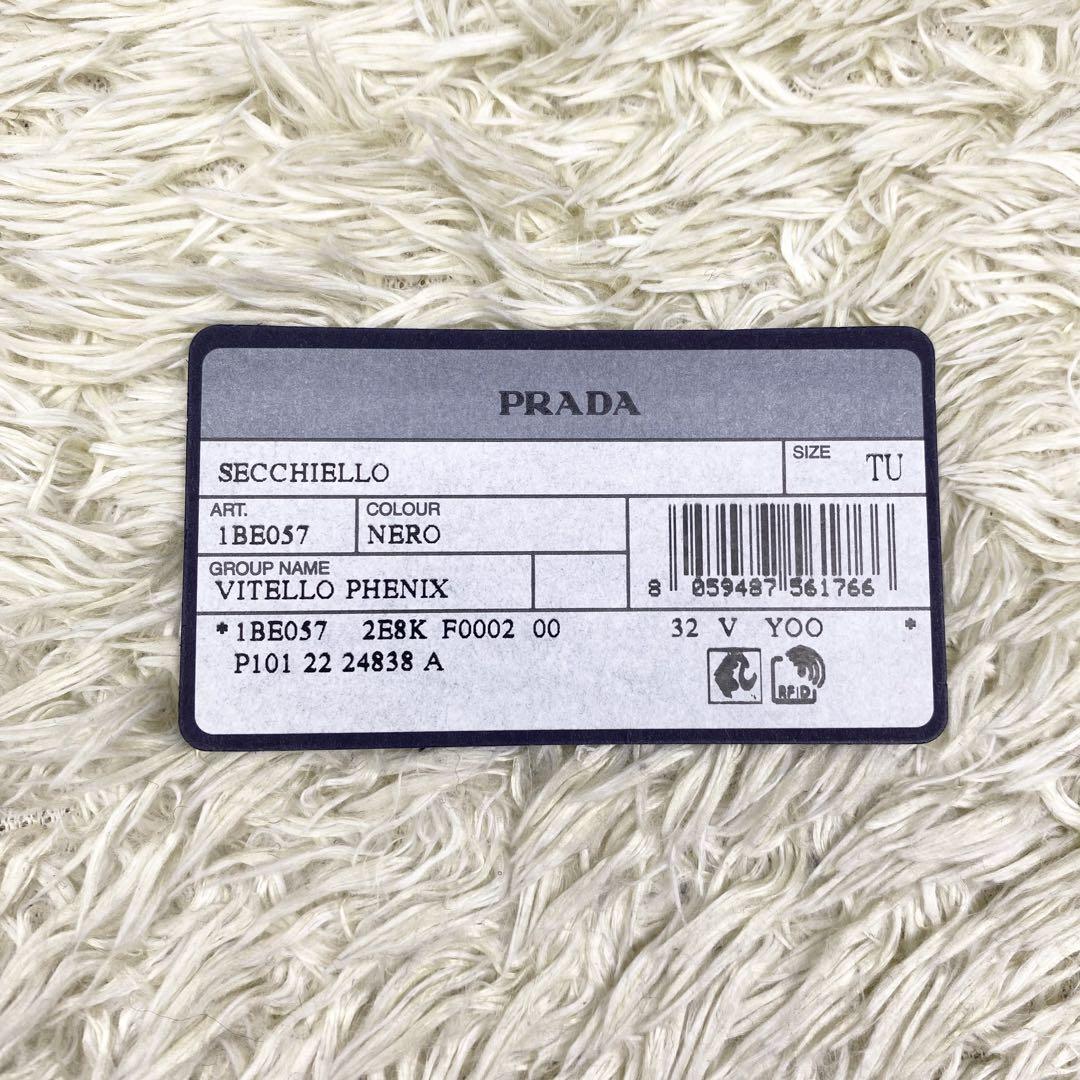 PRADA
SECCHIELLO
SIZE TU
ART. 1BE057
COLOUR NERO
GROUP NAME
VITELLO PHENIX
8 059487 561766
*1BE057 2E8K F0002 00 32 V YOO *
P101 22 24838 A
RFID